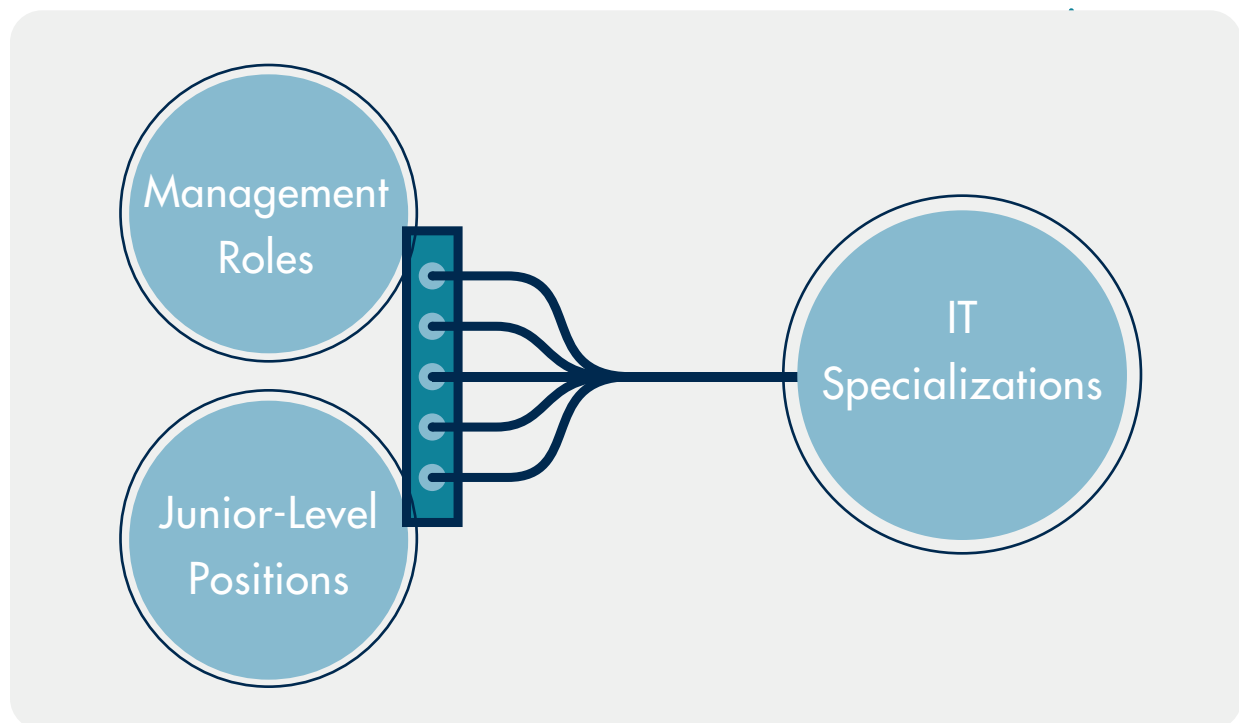 Management
Roles
Junior-Level
Positions
IT
Specializations